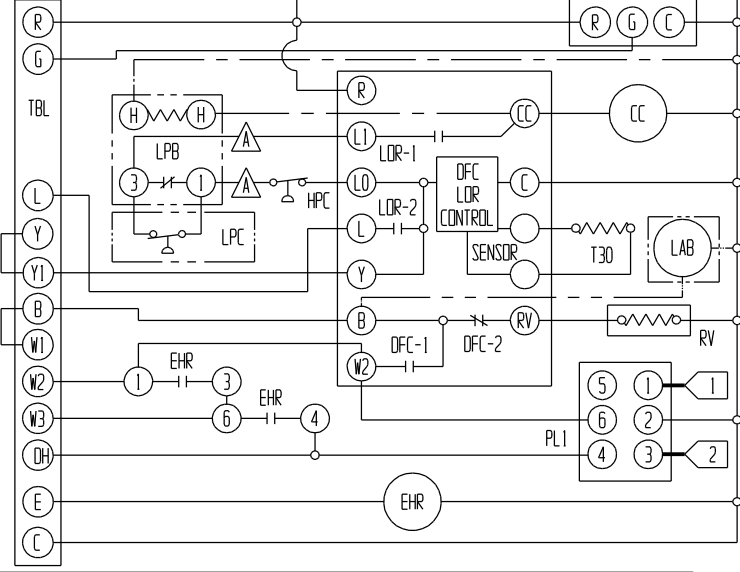 R
R G C
G
TBL
R
H H
CC
CC
A
L1
LOR-1
LPB
DFC
LOR
CONTROL
3 1
A
LO
C
L
HPC
LOR-2
Y
LPC
L
SENSOR
T30
LAB
Y1
Y
B
B
RV
RV
W1
DFC-1
DFC-2
EHR
W2
1
3
W2
5 1
1
EHR
W3
6
4
6 2
PL1
DH
4 3
2
E
EHR
C